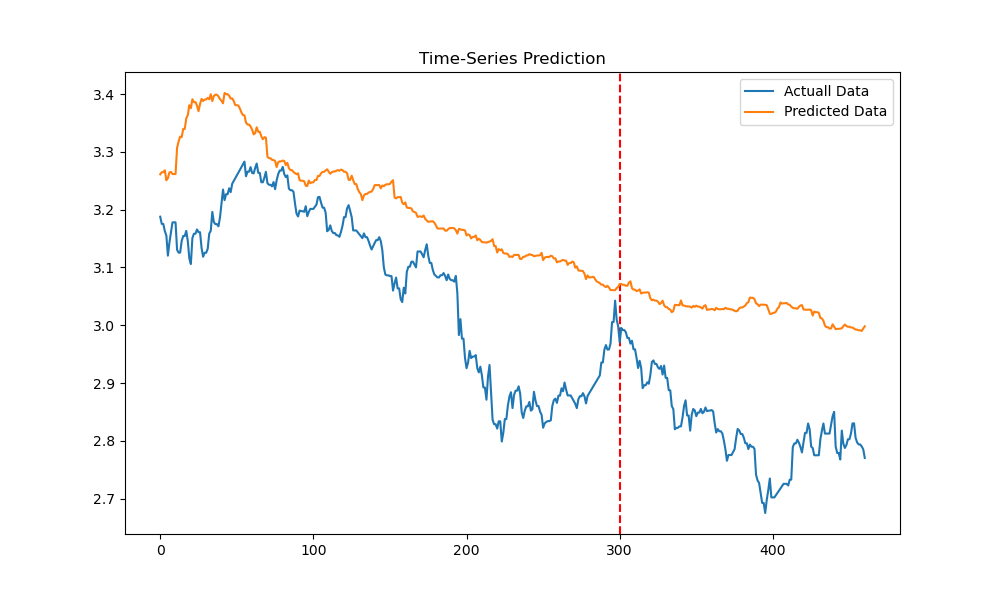 Time-Series Prediction
Actuall Data
Predicted Data
3.4
3.3
3.2
3.1
3.0
2.9
2.8
2.7
0 100 200 300 400